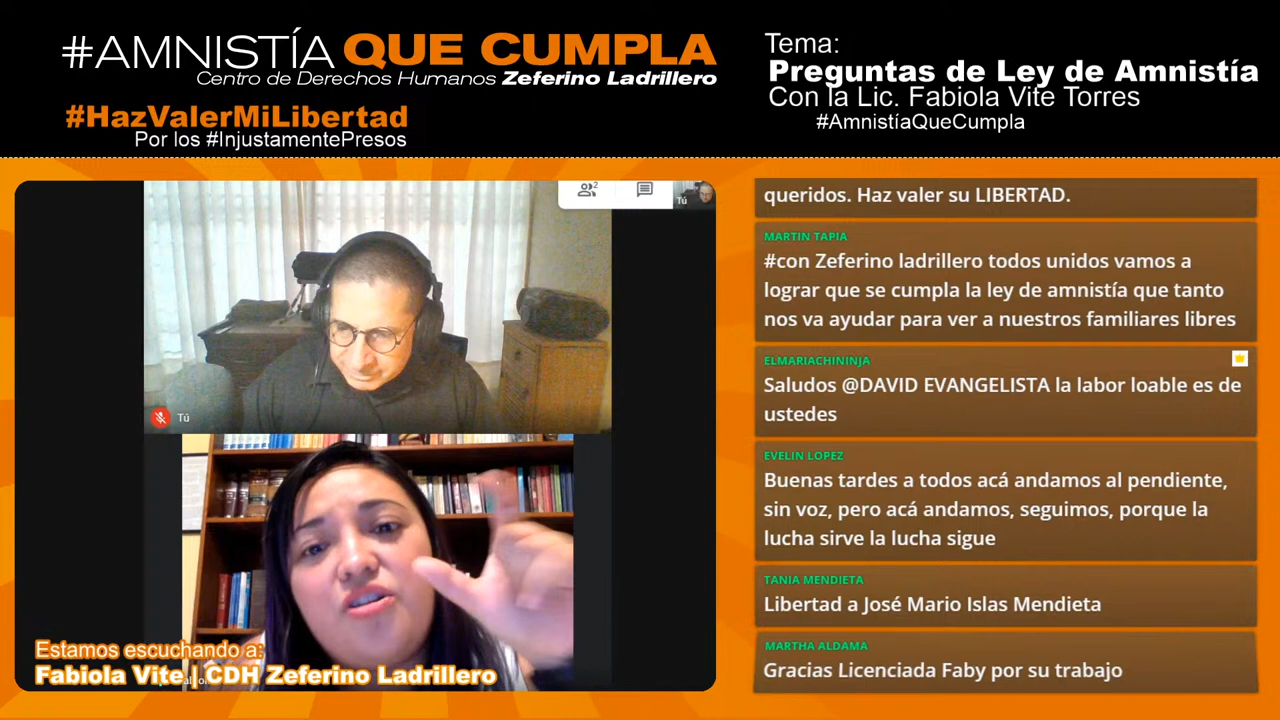 #AMNISTÍA QUE CUMPLA
Centro de Derechos Humanos Zeferino Ladrillero
#HazValerMiLibertad
Por los #InjustamentePresos
Tema:
Preguntas de Ley de Amnistía
Con la Lic. Fabiola Vite Torres
#AmnistíaQueCumpla
2
Tú
Tú
Estamos escuchando a:
Fabiola Vite | CDH Zeferino Ladrillero
queridos. Haz valer su LIBERTAD.
MARTIN TAPIA
#con Zeferino ladrillero todos unidos vamos a
lograr que se cumpla la ley de amnistía que tanto
nos va ayudar para ver a nuestros familiares libres
ELMARIACHININJA
Saludos @DAVID EVANGELISTA la labor loable es de
ustedes
EVELIN LOPEZ
Buenas tardes a todos acá andamos al pendiente,
sin voz, pero acá andamos, seguimos, porque la
lucha sirve la lucha sigue
TANIA MENDIETA
Libertad a José Mario Islas Mendieta
MARTHA ALDAMA
Gracias Licenciada Faby por su trabajo